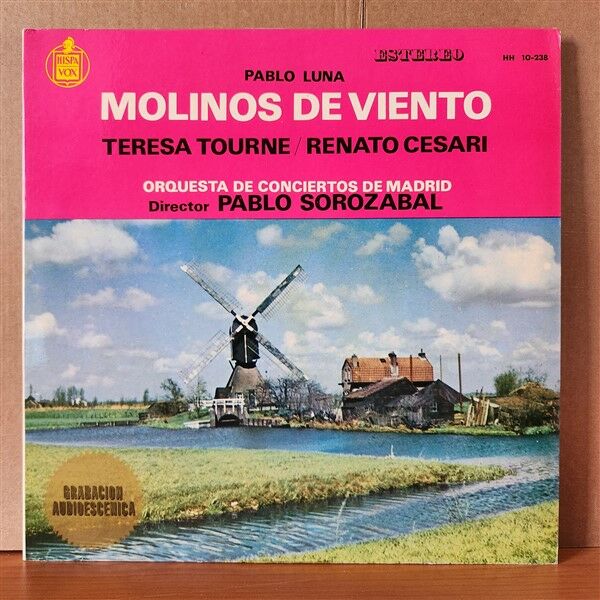 HISPA
VOX
ESTEREO
HH 10-238
PABLO LUNA
MOLINOS DE VIENTO
TERESA TOURNE / RENATO CESARI
ORQUESTA DE CONCIERTOS DE MADRID
Director PABLO SOROZABAL
GRABACION
AUDIOESCENICA